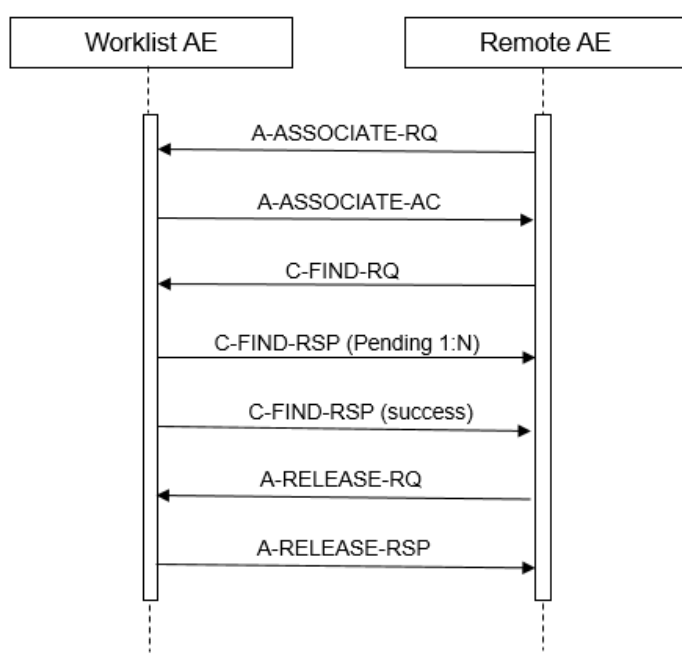 Worklist AE
Remote AE
A-ASSOCIATE-RQ
A-ASSOCIATE-AC
C-FIND-RQ
C-FIND-RSP (Pending 1:N)
C-FIND-RSP (success)
A-RELEASE-RQ
A-RELEASE-RSP